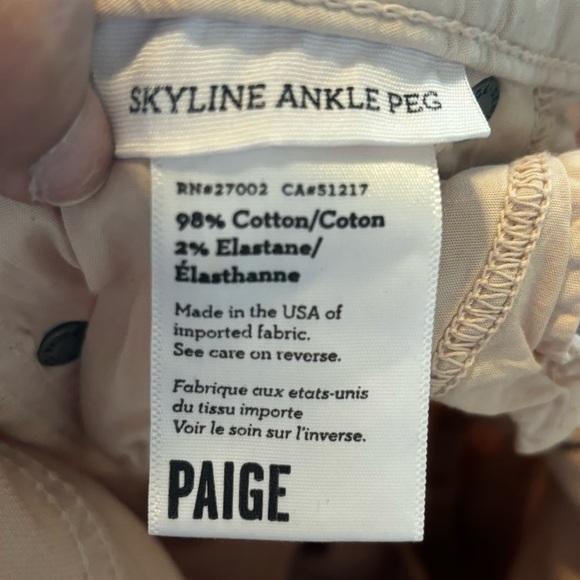 SKYLINE ANKLE PEG
RN#27002 CA#51217
98% Cotton/Coton
2% Elastane/
Élasthanne
Made in the USA of
imported fabric.
See care on reverse.
Fabrique aux etats-unis
du tissu importe
Voir le soin sur l'inverse.
PAIGE